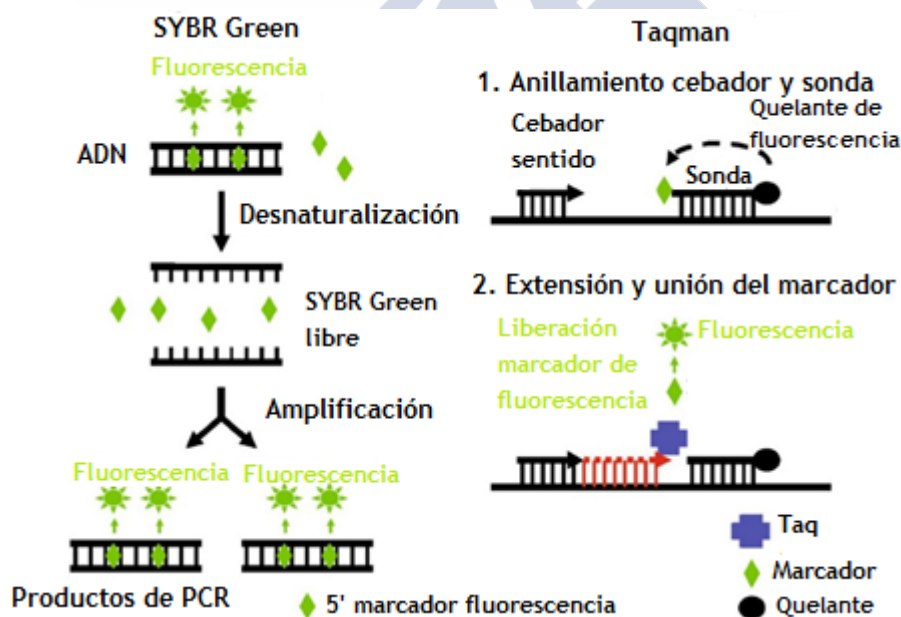 SYBR Green
Fluorescencia
ADN
Desnaturalización
SYBR Green
libre
Amplificación
Fluorescencia
Fluorescencia
Productos de PCR
5' marcador fluorescencia
Taqman
1. Anillamiento cebador y sonda
Cebador
sentido
Quelante de
fluorescencia
Sonda
2. Extensión y unión del marcador
Liberación
marcador de
fluorescencia
Fluorescencia
Taq
Marcador
Quelante